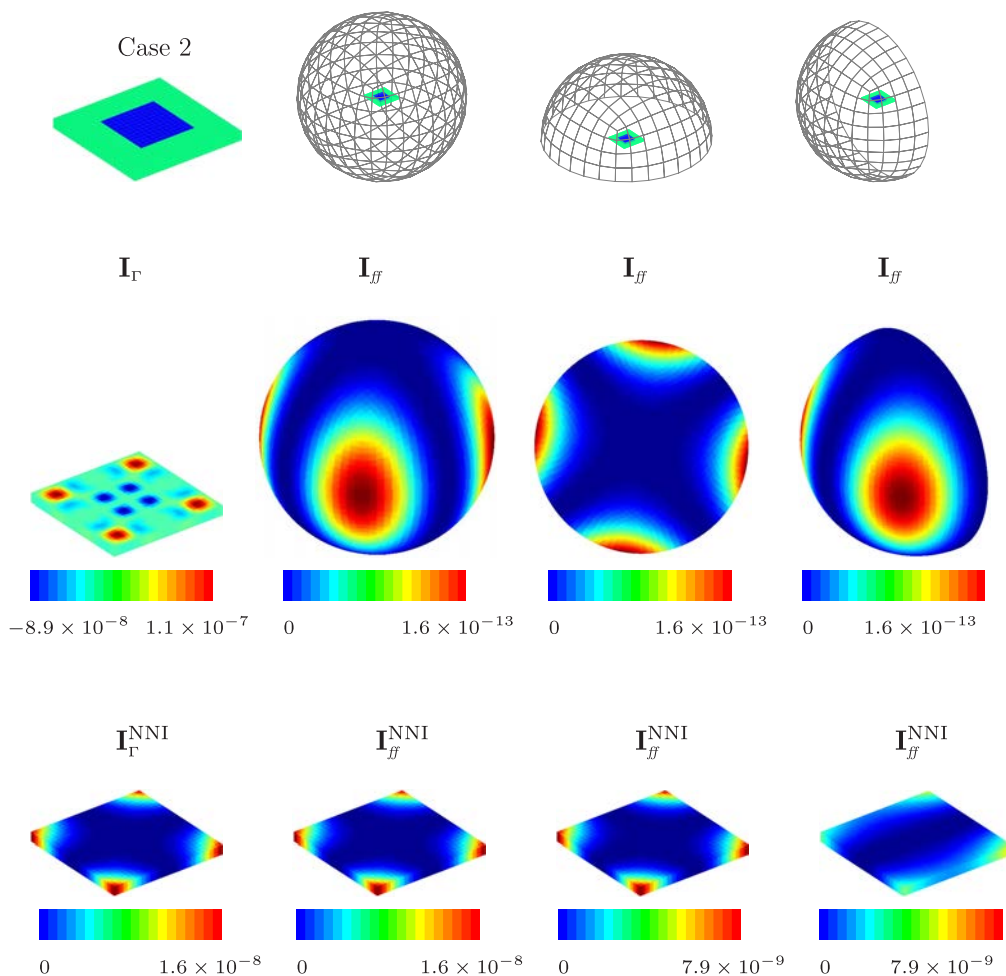 Case 2
I_Γ I_ff I_ff I_ff
−8.9 × 10⁻⁸ 1.1 × 10⁻⁷ 0 1.6 × 10⁻¹³ 0 1.6 × 10⁻¹³ 0 1.6 × 10⁻¹³
I_Γ^NNI I_ff^NNI I_ff^NNI I_ff^NNI
0 1.6 × 10⁻⁸ 0 1.6 × 10⁻⁸ 0 7.9 × 10⁻⁹ 0 7.9 × 10⁻⁹